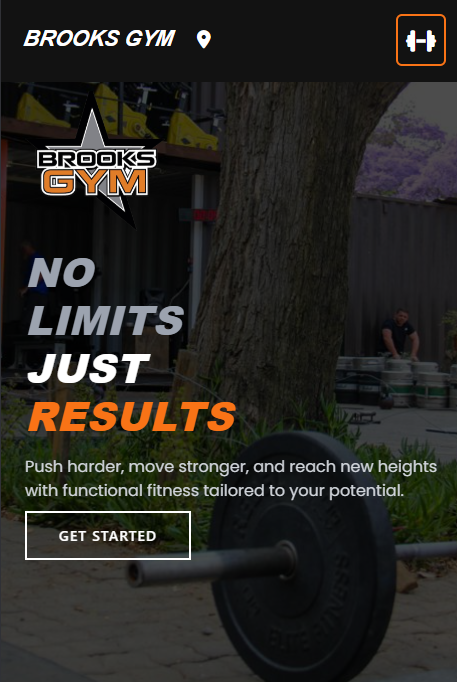 BROOKS GYM
BROOKS
GYM
NO
LIMITS
JUST
RESULTS
Push harder, move stronger, and reach new heights
with functional fitness tailored to your potential.
GET STARTED